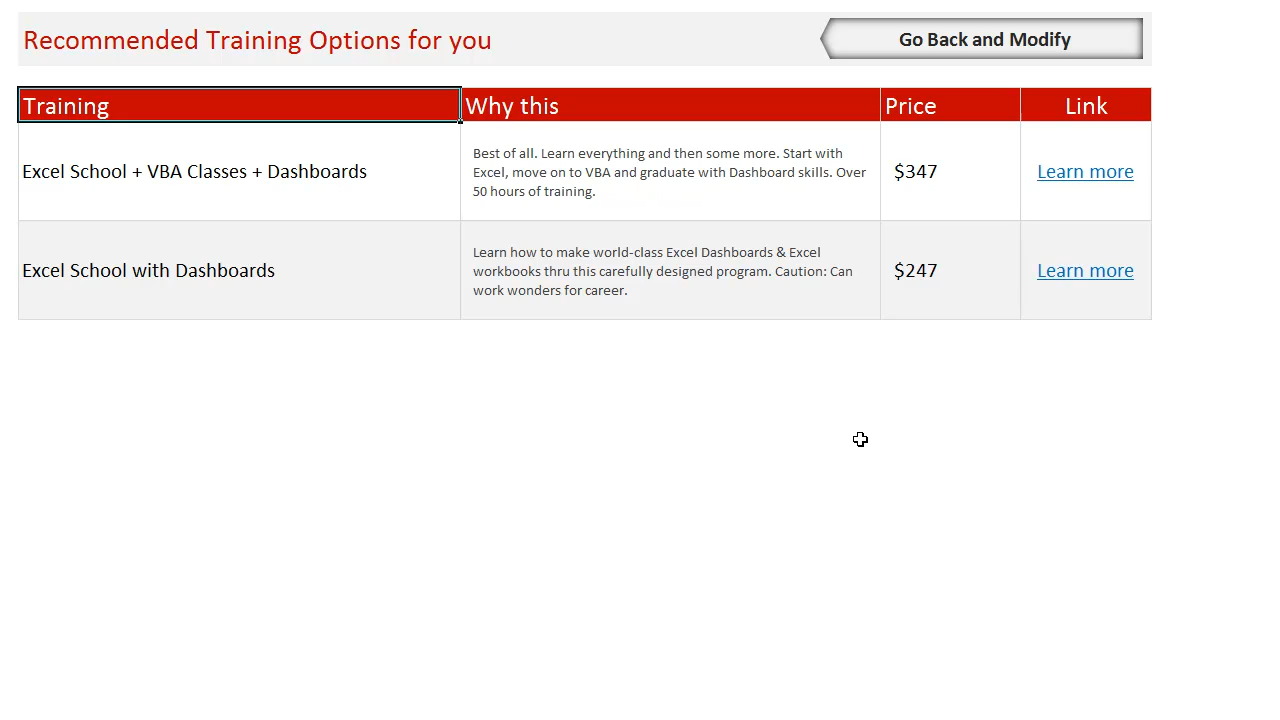 Recommended Training Options for you
Go Back and Modify
Training
Why this
Price
Link
Excel School + VBA Classes + Dashboards
Best of all. Learn everything and then some more. Start with
Excel, move on to VBA and graduate with Dashboard skills. Over
50 hours of training.
$347
Learn more
Excel School with Dashboards
Learn how to make world-class Excel Dashboards & Excel
workbooks thru this carefully designed program. Caution: Can
work wonders for career.
$247
Learn more